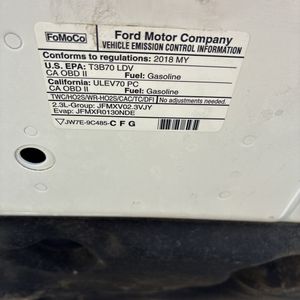 FoMoCo
Ford Motor Company
VEHICLE EMISSION CONTROL INFORMATION
Conforms to regulations: 2018 MY
U.S. EPA: T3B70 LDV
CA OBD II Fuel: Gasoline
California: ULEV70 PC
CA OBD II Fuel: Gasoline
TWC/HO2S/WR-HO2S/CAC/TC/DFI No adjustments needed.
2.3L-Group: JFMXV02.3VJY
Evap: JFMXR0130NDE
JW7E-9C485-C F G